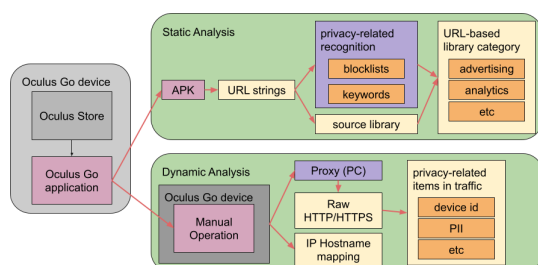 Oculus Go device
Oculus Store
Oculus Go
application
Static Analysis
APK
URL strings
privacy-related
recognition
blocklists
keywords
source library
URL-based
library category
advertising
analytics
etc
Dynamic Analysis
Oculus Go device
Manual
Operation
Proxy (PC)
Raw
HTTP/HTTPS
IP Hostname
mapping
privacy-related
items in traffic
device id
PII
etc